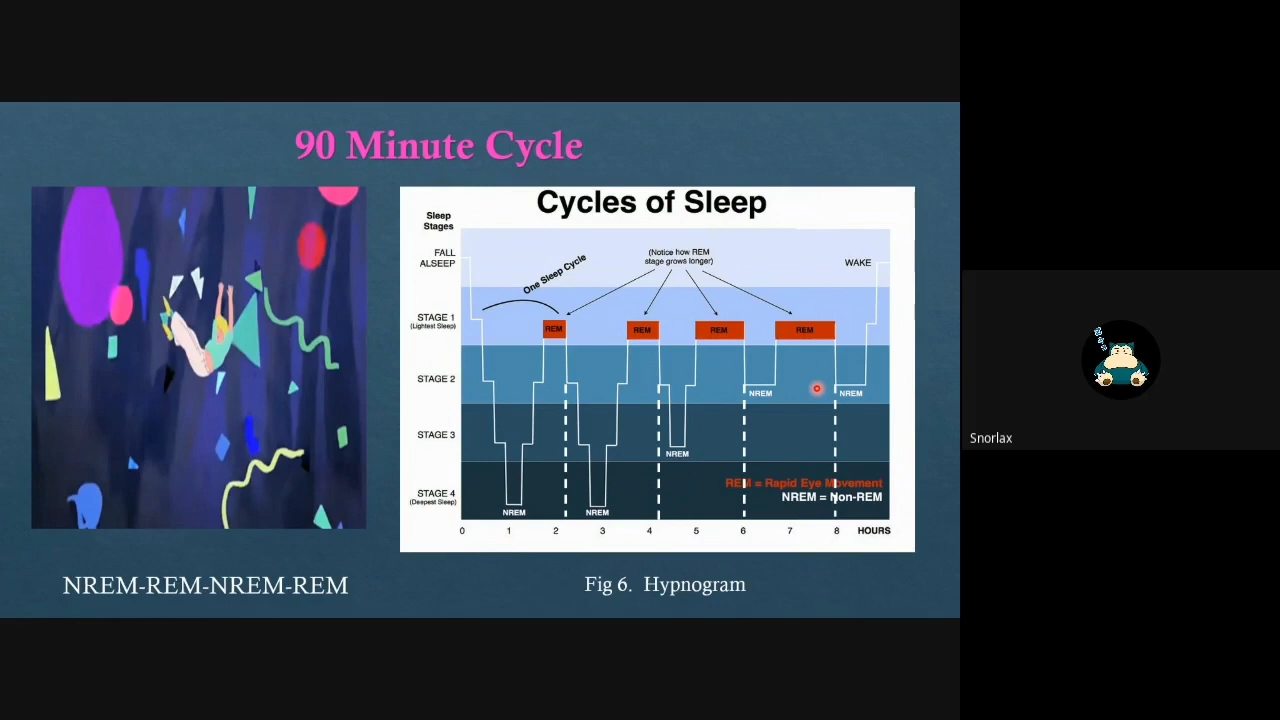 90 Minute Cycle
Cycles of Sleep
Sleep
Stages
FALL
ALSEEP
One Sleep Cycle
(Notice how REM
stage grows longer)
WAKE
STAGE 1
(Lightest Sleep)
REM
REM
REM
REM
STAGE 2
NREM
NREM
STAGE 3
NREM
REM = Rapid Eye Movement
NREM = Non-REM
STAGE 4
(Deepest Sleep)
NREM
NREM
0 1 2 3 4 5 6 7 8 HOURS
NREM-REM-NREM-REM
Fig 6. Hypnogram
Snorlax